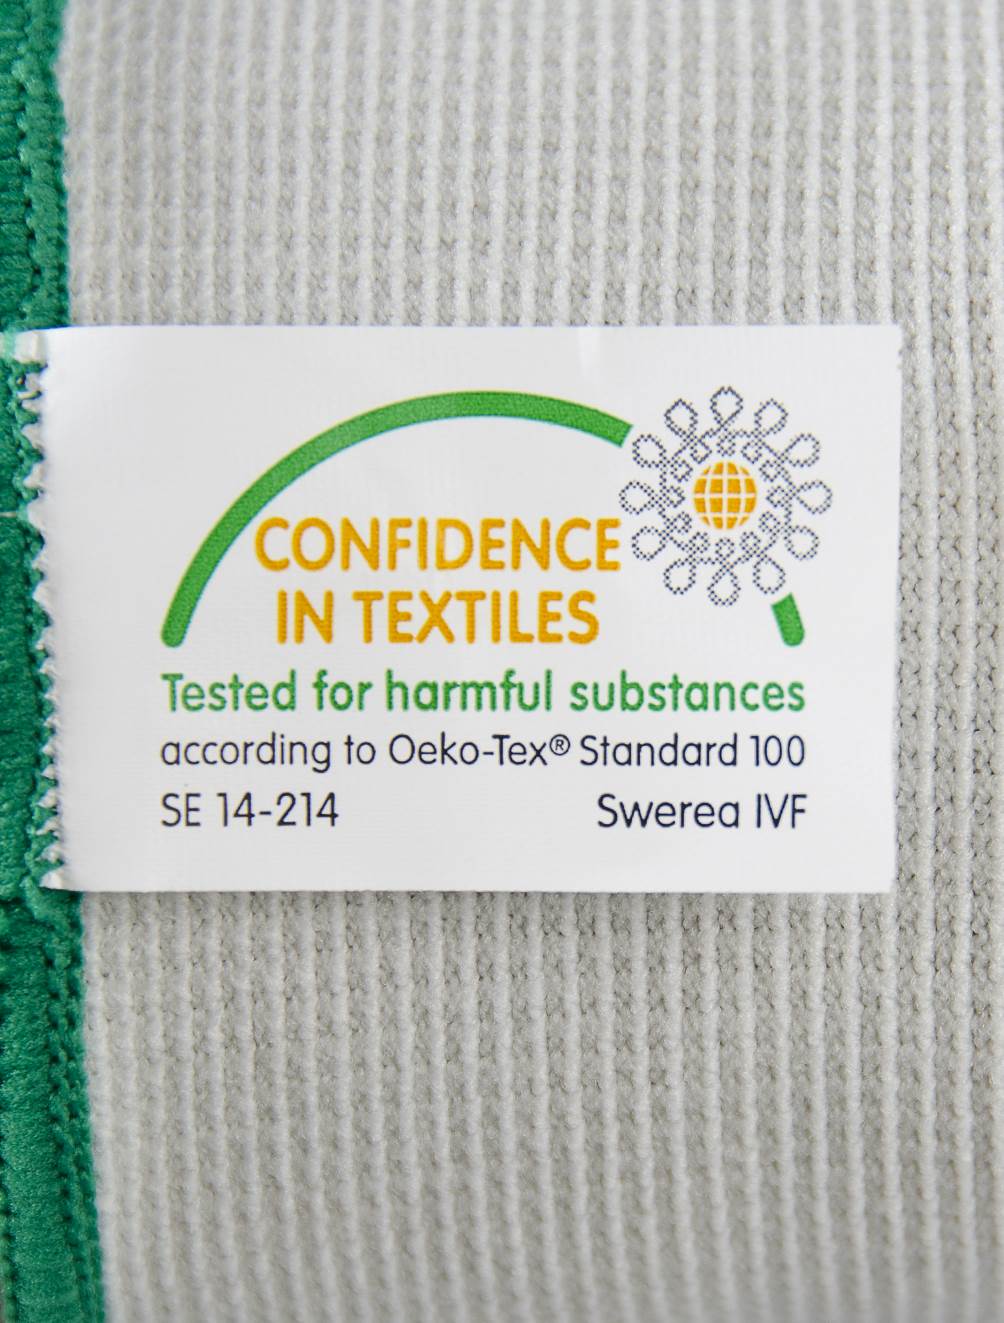 CONFIDENCE
IN TEXTILES
Tested for harmful substances
according to Oeko-Tex® Standard 100
SE 14-214 Swerea IVF